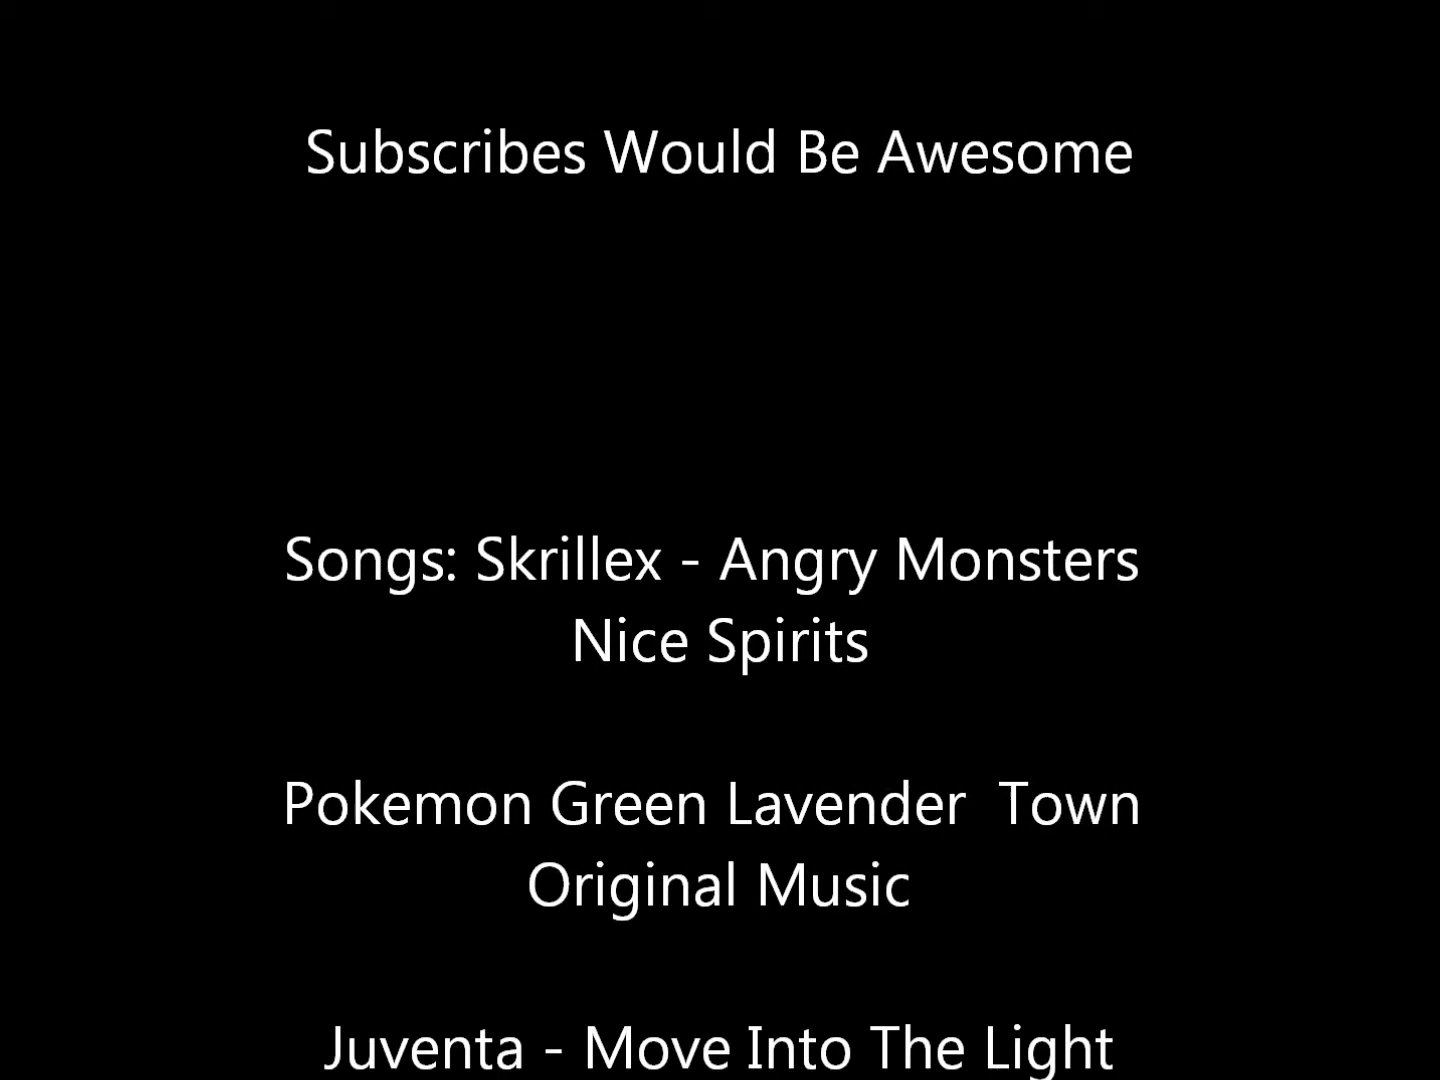 Subscribes Would Be Awesome
Songs: Skrillex - Angry Monsters
Nice Spirits
Pokemon Green Lavender  Town
Original Music
Juventa - Move Into The Light